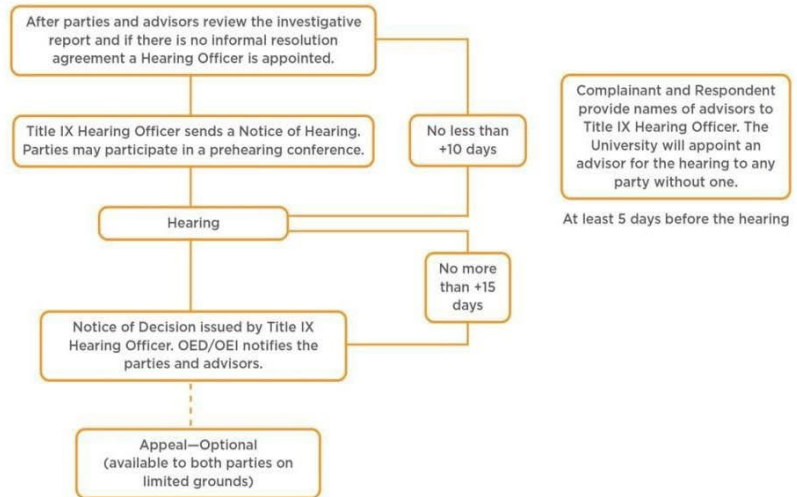 After parties and advisors review the investigative
report and if there is no informal resolution
agreement a Hearing Officer is appointed.
Title IX Hearing Officer sends a Notice of Hearing.
Parties may participate in a prehearing conference.
No less than
+10 days
Complainant and Respondent
provide names of advisors to
Title IX Hearing Officer. The
University will appoint an
advisor for the hearing to any
party without one.
At least 5 days before the hearing
Hearing
No more
than +15
days
Notice of Decision issued by Title IX
Hearing Officer. OED/OEI notifies the
parties and advisors.
Appeal—Optional
(available to both parties on
limited grounds)